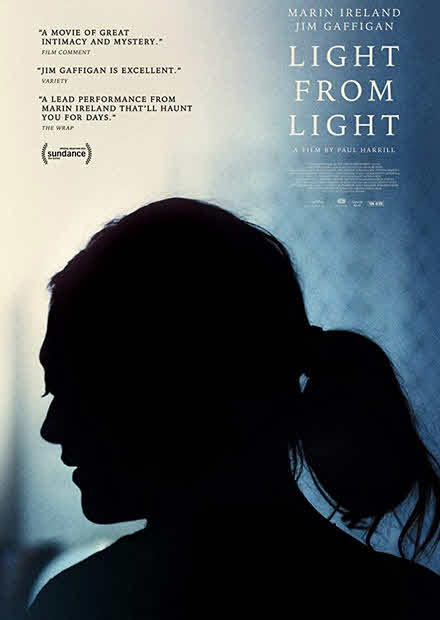 "A MOVIE OF GREAT
INTIMACY AND MYSTERY."
FILM COMMENT
"JIM GAFFIGAN IS EXCELLENT."
VARIETY
"A LEAD PERFORMANCE FROM
MARIN IRELAND THAT'LL HAUNT
YOU FOR DAYS."
THE WRAP
sundance
MARIN IRELAND
JIM GAFFIGAN
LIGHT
FROM
LIGHT
A FILM BY PAUL HARRILL